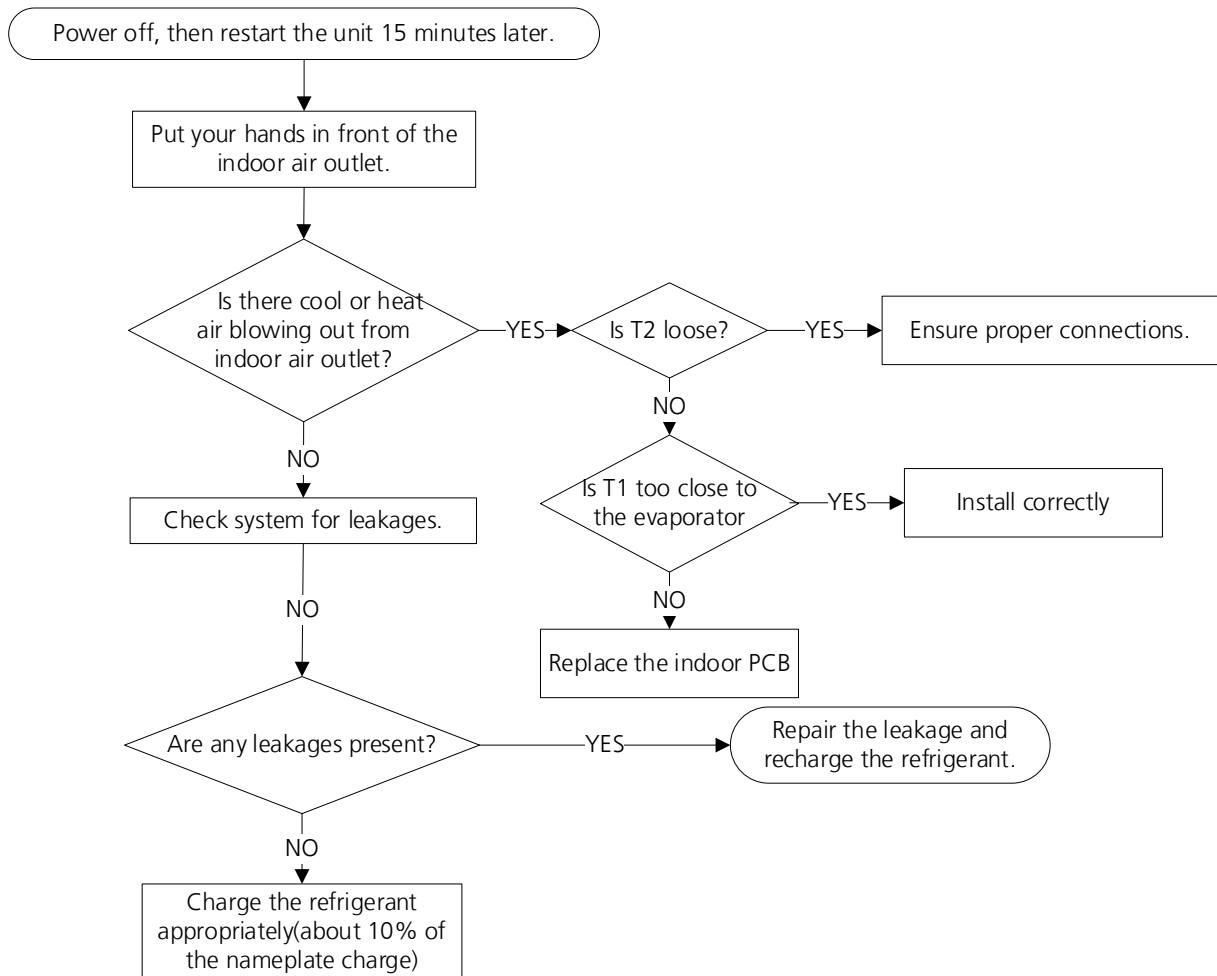 Power off, then restart the unit 15 minutes later.
Put your hands in front of the
indoor air outlet.
Is there cool or heat
air blowing out from
indoor air outlet?
YES
Is T2 loose?
YES
Ensure proper connections.
NO
NO
Is T1 too close to
the evaporator
YES
Install correctly
Check system for leakages.
NO
NO
Replace the indoor PCB
Are any leakages present?
YES
Repair the leakage and
recharge the refrigerant.
NO
Charge the refrigerant
appropriately(about 10% of
the nameplate charge)